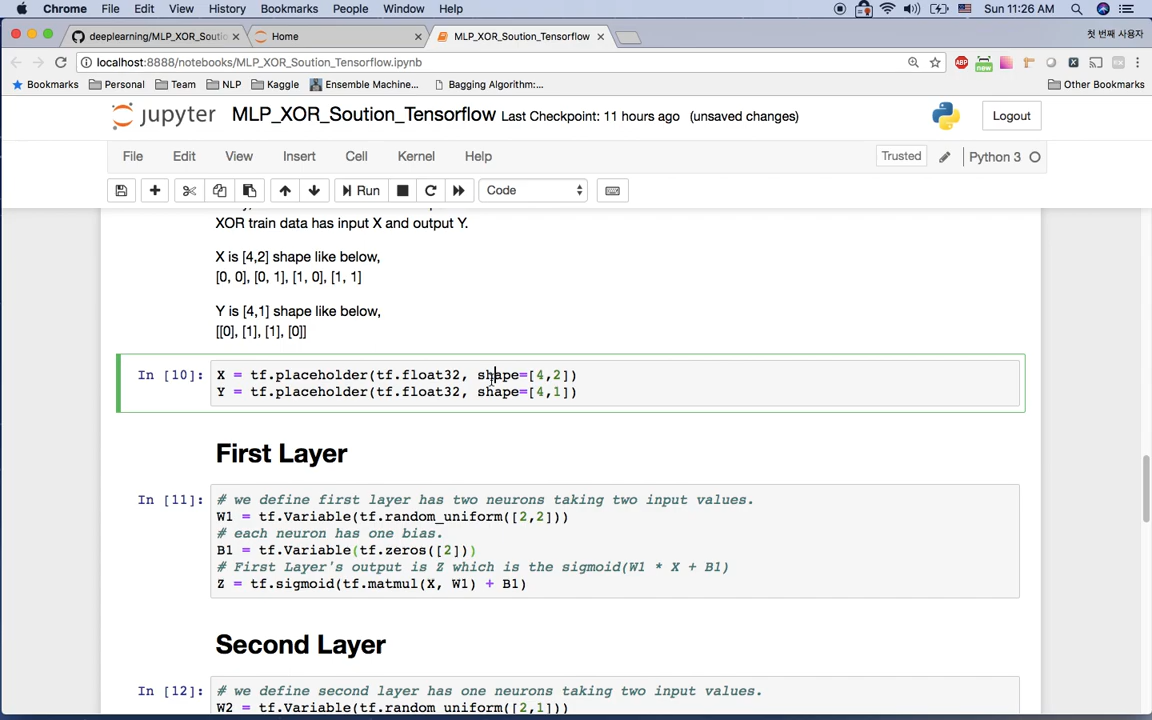 Chrome File Edit View History Bookmarks People Window Help Sun 11:26 AM
deeplearning/MLP_XOR_Soutio Home MLP_XOR_Soution_Tensorflow 첫 번째 사용자
localhost:8888/notebooks/MLP_XOR_Soution_Tensorflow.ipynb ABP new
Bookmarks Personal Team NLP Kaggle Ensemble Machine... Bagging Algorithm:... Other Bookmarks
jupyter MLP_XOR_Soution_Tensorflow Last Checkpoint: 11 hours ago (unsaved changes) Logout
File Edit View Insert Cell Kernel Help Trusted Python 3
Run Code
XOR train data has input X and output Y.
X is [4,2] shape like below,
[0, 0], [0, 1], [1, 0], [1, 1]
Y is [4,1] shape like below,
[[0], [1], [1], [0]]
In [10]: X = tf.placeholder(tf.float32, shape=[4,2])
Y = tf.placeholder(tf.float32, shape=[4,1])
First Layer
In [11]: # we define first layer has two neurons taking two input values.
W1 = tf.Variable(tf.random_uniform([2,2]))
# each neuron has one bias.
B1 = tf.Variable(tf.zeros([2]))
# First Layer's output is Z which is the sigmoid(W1 * X + B1)
Z = tf.sigmoid(tf.matmul(X, W1) + B1)
Second Layer
In [12]: # we define second layer has one neurons taking two input values.
W2 = tf.Variable(tf.random_uniform([2,1]))